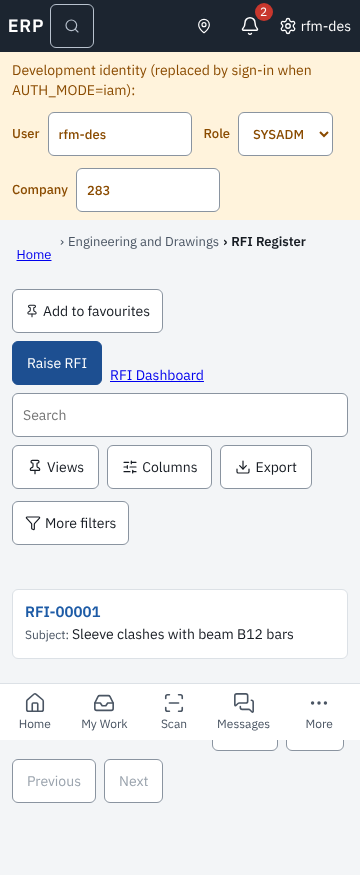 ERP
2
rfm-des
Development identity (replaced by sign-in when
AUTH_MODE=iam):
User rfm-des Role SYSADM
Company 283
Home › Engineering and Drawings › RFI Register
Add to favourites
Raise RFI RFI Dashboard
Search
Views Columns Export
More filters
RFI-00001
Subject: Sleeve clashes with beam B12 bars
Home My Work Scan Messages More
Previous Next